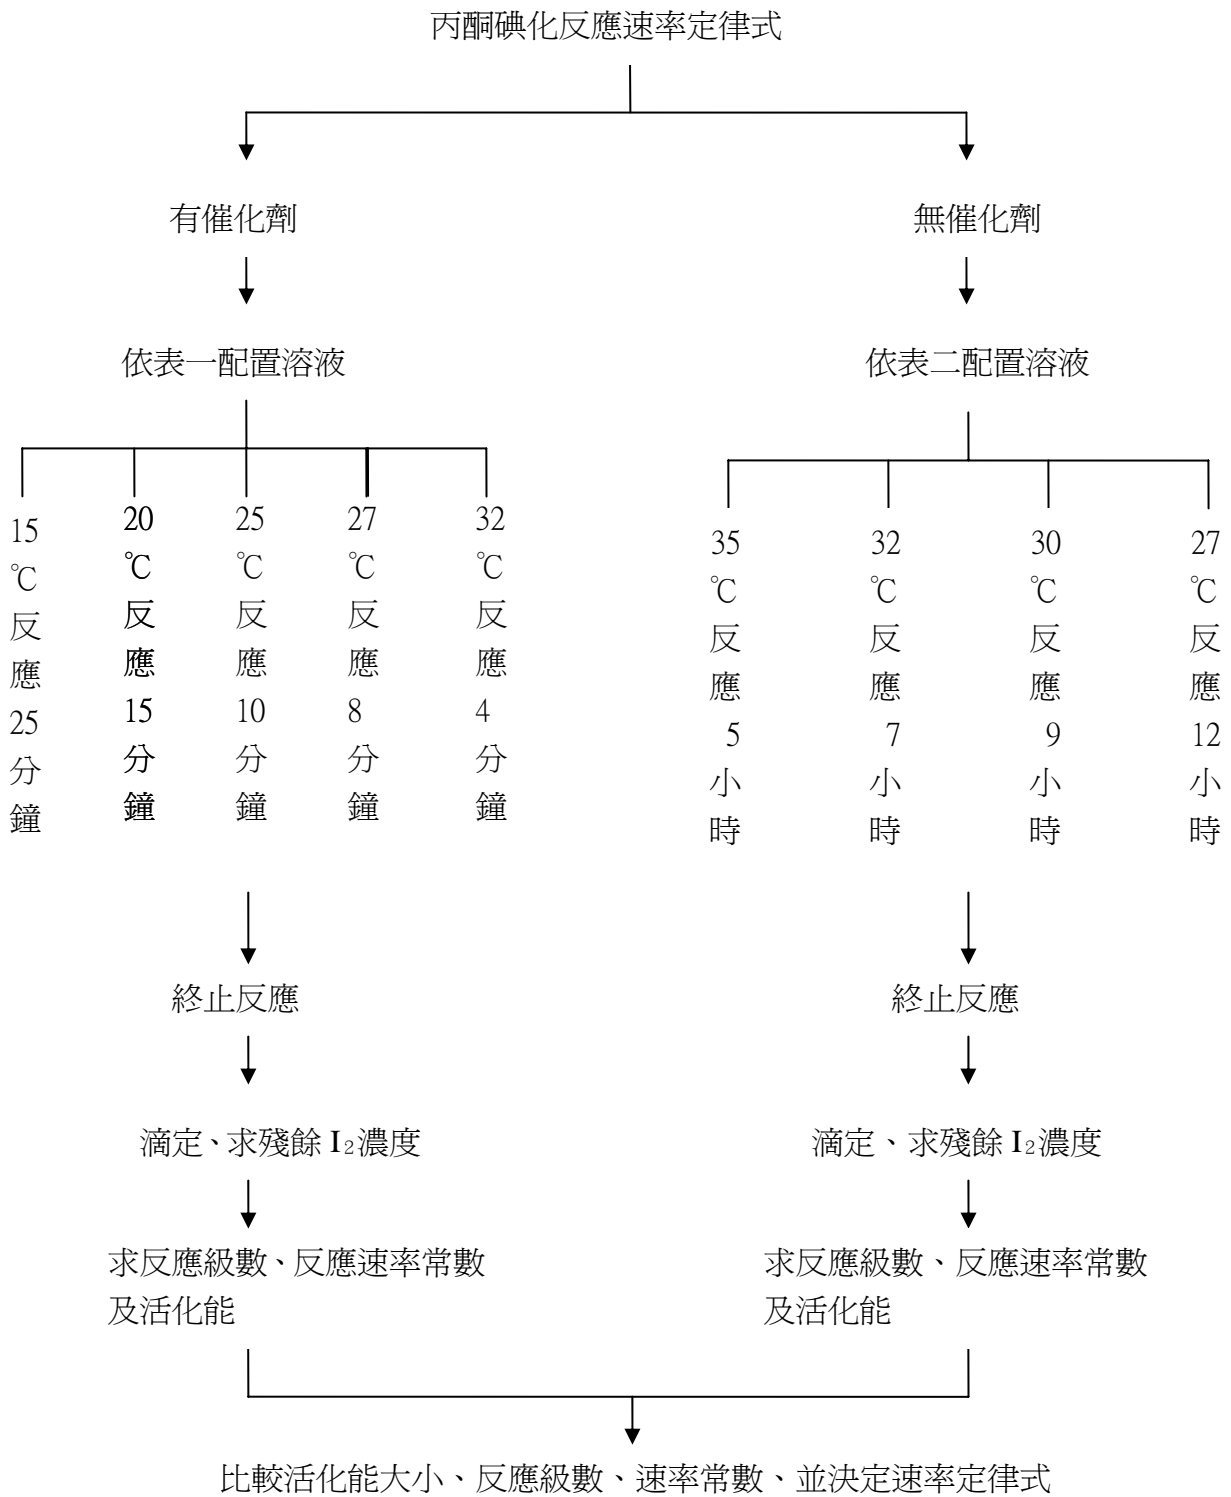 丙酮碘化反應速率定律式
有催化劑
無催化劑
依表一配置溶液
依表二配置溶液
15℃反應25分鐘
20℃反應15分鐘
25℃反應10分鐘
27℃反應8分鐘
32℃反應4分鐘
35℃反應5小時
32℃反應7小時
30℃反應9小時
27℃反應12小時
終止反應
終止反應
滴定、求殘餘I₂濃度
滴定、求殘餘I₂濃度
求反應級數、反應速率常數
及活化能
求反應級數、反應速率常數
及活化能
比較活化能大小、反應級數、速率常數、並決定速率定律式